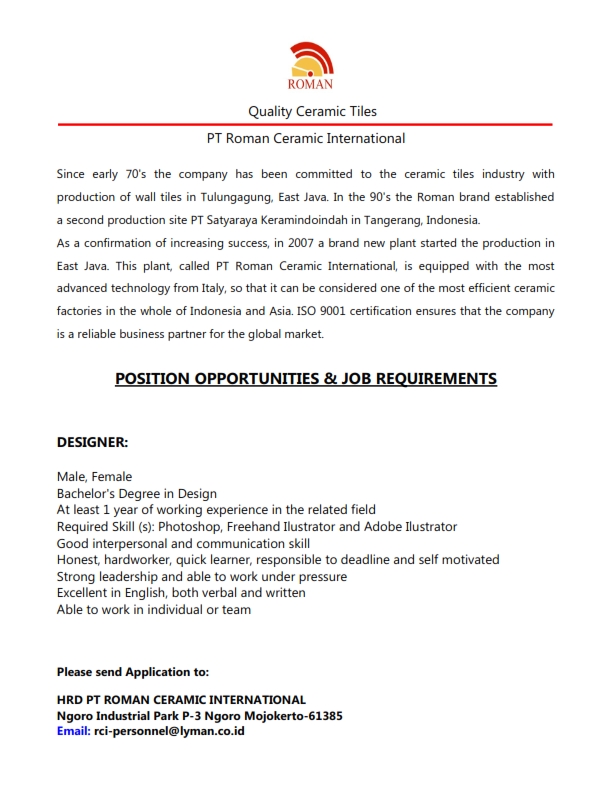 ROMAN
Quality Ceramic Tiles
PT Roman Ceramic International
Since early 70's the company has been committed to the ceramic tiles industry with
production of wall tiles in Tulungagung, East Java. In the 90's the Roman brand established
a second production site PT Satyaraya Keramindoindah in Tangerang, Indonesia.
As a confirmation of increasing success, in 2007 a brand new plant started the production in
East Java. This plant, called PT Roman Ceramic International, is equipped with the most
advanced technology from Italy, so that it can be considered one of the most efficient ceramic
factories in the whole of Indonesia and Asia. ISO 9001 certification ensures that the company
is a reliable business partner for the global market.
POSITION OPPORTUNITIES & JOB REQUIREMENTS
DESIGNER:
Male, Female
Bachelor's Degree in Design
At least 1 year of working experience in the related field
Required Skill (s): Photoshop, Freehand Ilustrator and Adobe Ilustrator
Good interpersonal and communication skill
Honest, hardworker, quick learner, responsible to deadline and self motivated
Strong leadership and able to work under pressure
Excellent in English, both verbal and written
Able to work in individual or team
Please send Application to:
HRD PT ROMAN CERAMIC INTERNATIONAL
Ngoro Industrial Park P-3 Ngoro Mojokerto-61385
Email: rci-personnel@lyman.co.id